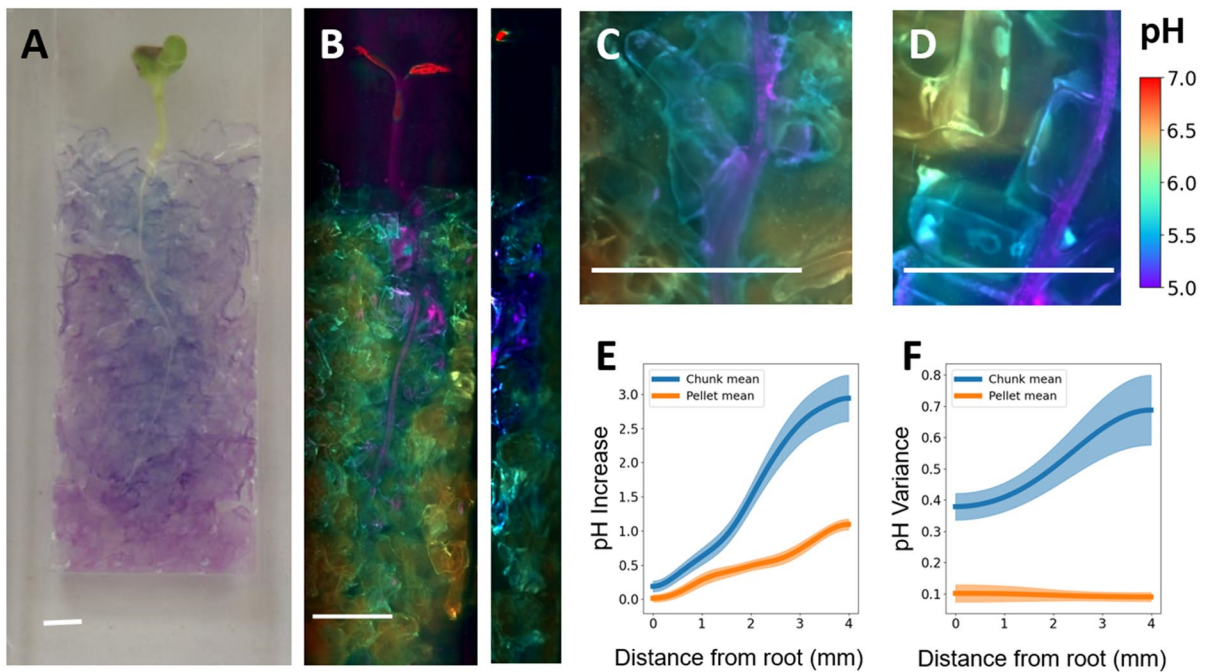 A
B
C
D
pH
7.0
6.5
6.0
5.5
5.0
E
Chunk mean
Pellet mean
3.0
2.5
2.0
1.5
1.0
0.5
0.0
pH Increase
0 1 2 3 4
Distance from root (mm)
F
Chunk mean
Pellet mean
0.8
0.7
0.6
0.5
0.4
0.3
0.2
0.1
pH Variance
0 1 2 3 4
Distance from root (mm)